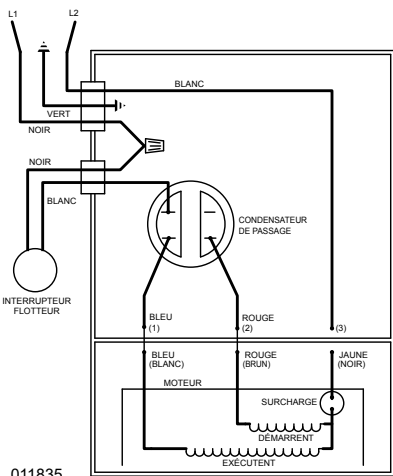 L1
L2
BLANC
VERT
NOIR
NOIR
BLANC
CONDENSATEUR
DE PASSAGE
INTERRUPTEUR
FLOTTEUR
BLEU
(1)
ROUGE
(2)
(3)
BLEU
(BLANC)
ROUGE
(BRUN)
JAUNE
(NOIR)
MOTEUR
SURCHARGE
DÉMARRENT
EXÉCUTENT
011835